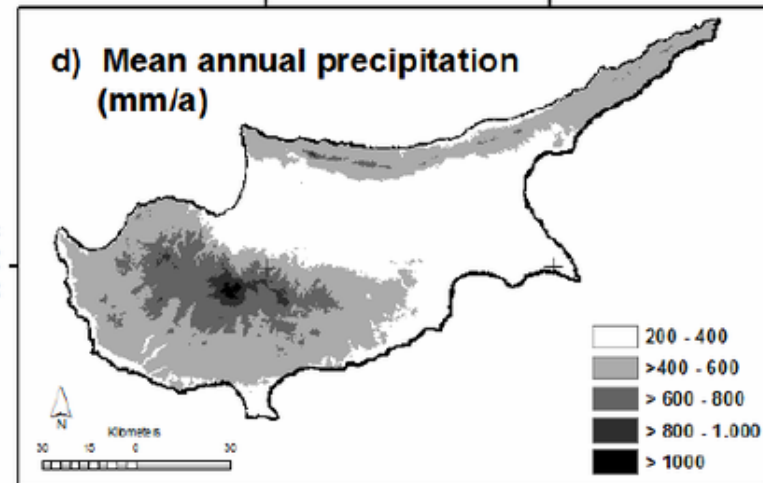 d) Mean annual precipitation
(mm/a)
200 - 400
>400 - 600
> 600 - 800
> 800 - 1.000
> 1000
N
Kilometers
30 15 0 30